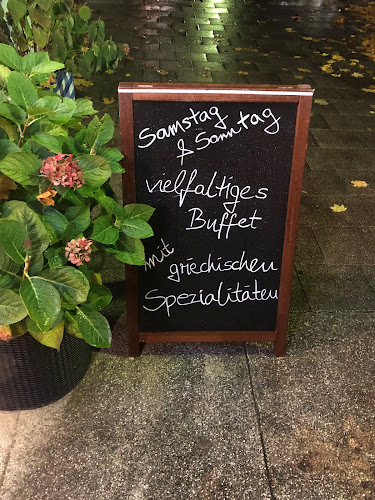 Samstag
& Sonntag
vielfaltiges
Buffet
mit
griechischen
Spezialitäten